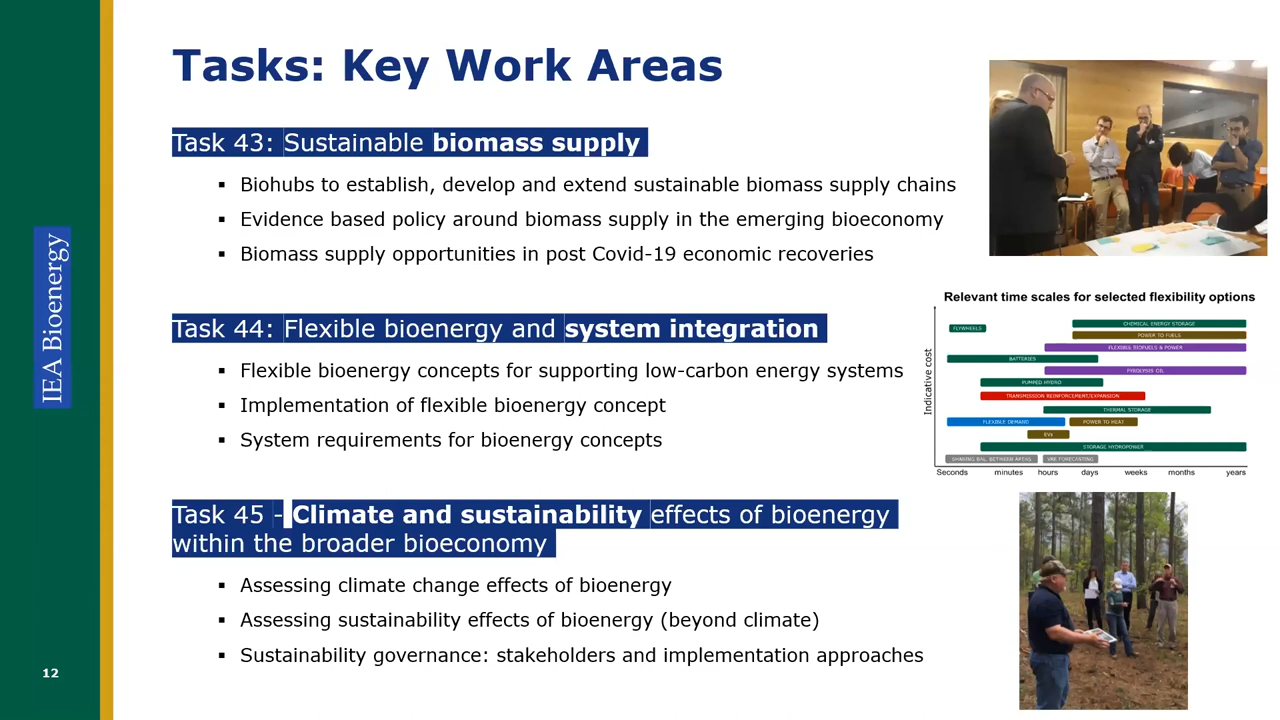 Tasks: Key Work Areas
Task 43: Sustainable biomass supply
▪ Biohubs to establish, develop and extend sustainable biomass supply chains
▪ Evidence based policy around biomass supply in the emerging bioeconomy
▪ Biomass supply opportunities in post Covid-19 economic recoveries
Task 44: Flexible bioenergy and system integration
▪ Flexible bioenergy concepts for supporting low-carbon energy systems
▪ Implementation of flexible bioenergy concept
▪ System requirements for bioenergy concepts
Relevant time scales for selected flexibility options
Indicative cost
FLYWHEELS
CHEMICAL ENERGY STORAGE
POWER TO FUELS
FLEXIBLE BIOFUELS & POWER
BATTERIES
PYROLYSIS OIL
PUMPED HYDRO
TRANSMISSION REINFORCEMENT/EXPANSION
THERMAL STORAGE
FLEXIBLE DEMAND
POWER TO HEAT
EVs
STORAGE HYDROPOWER
SHARING BAL. BETWEEN AREAS
VRE FORECASTING
Seconds minutes hours days weeks months years
Task 45 - Climate and sustainability effects of bioenergy
within the broader bioeconomy
▪ Assessing climate change effects of bioenergy
▪ Assessing sustainability effects of bioenergy (beyond climate)
▪ Sustainability governance: stakeholders and implementation approaches
IEA Bioenergy
12